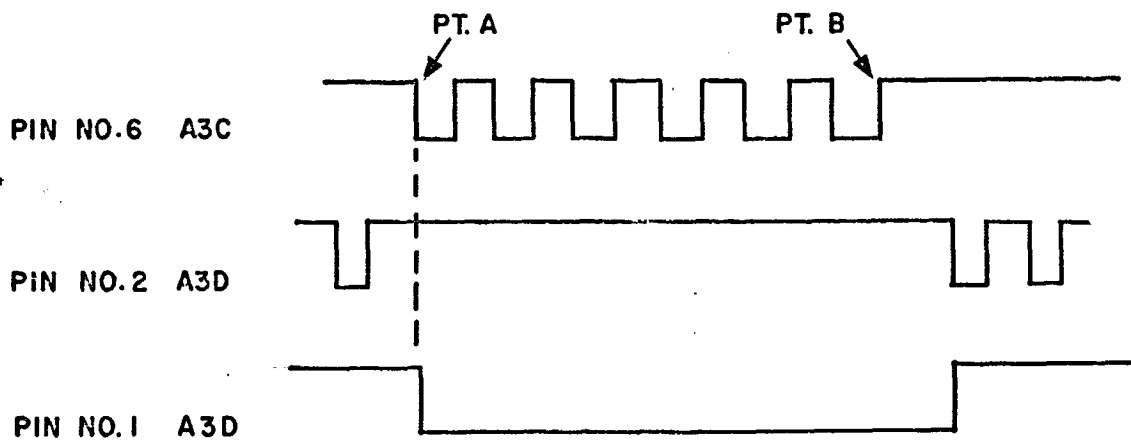 PT. A
PT. B
PIN NO.6 A3C
PiN NO.2 A3D
PIN NO.1 A3D